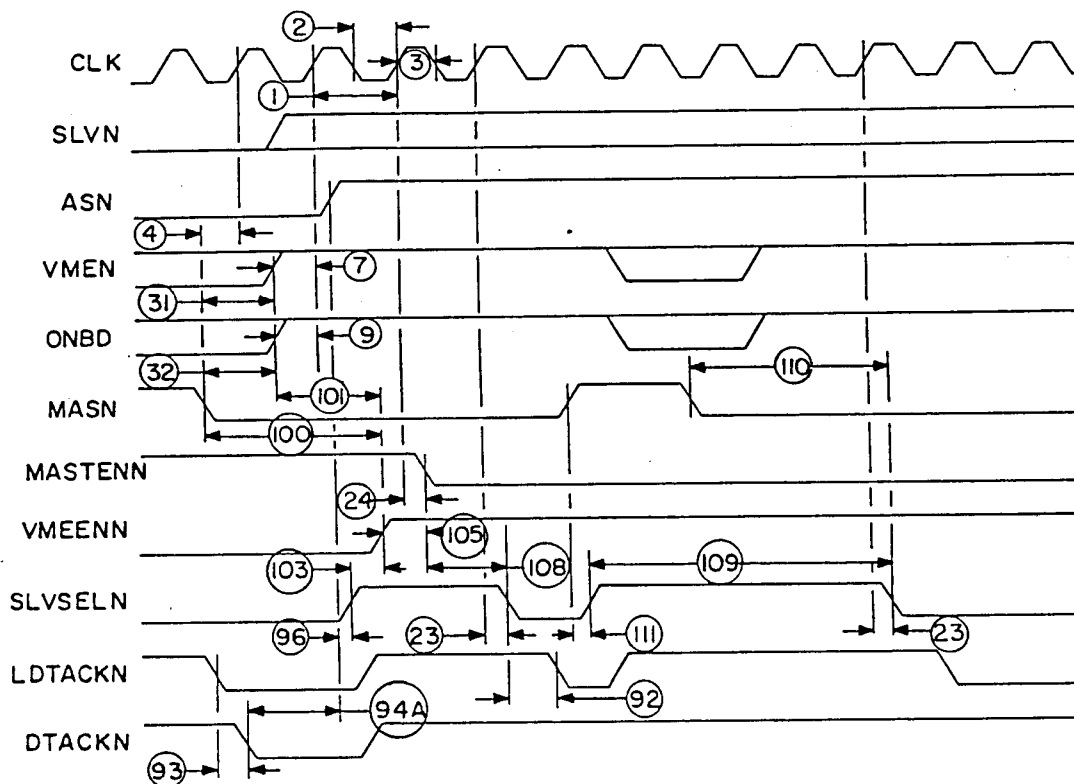 2
CLK
3
1
SLVN
ASN
4
VMEN
7
31
ONBD
9
32
110
101
MASN
100
MASTENN
24
VMEENN
105
103
108
109
SLVSELN
96
23
111
23
LDTACKN
94A
92
DTACKN
93